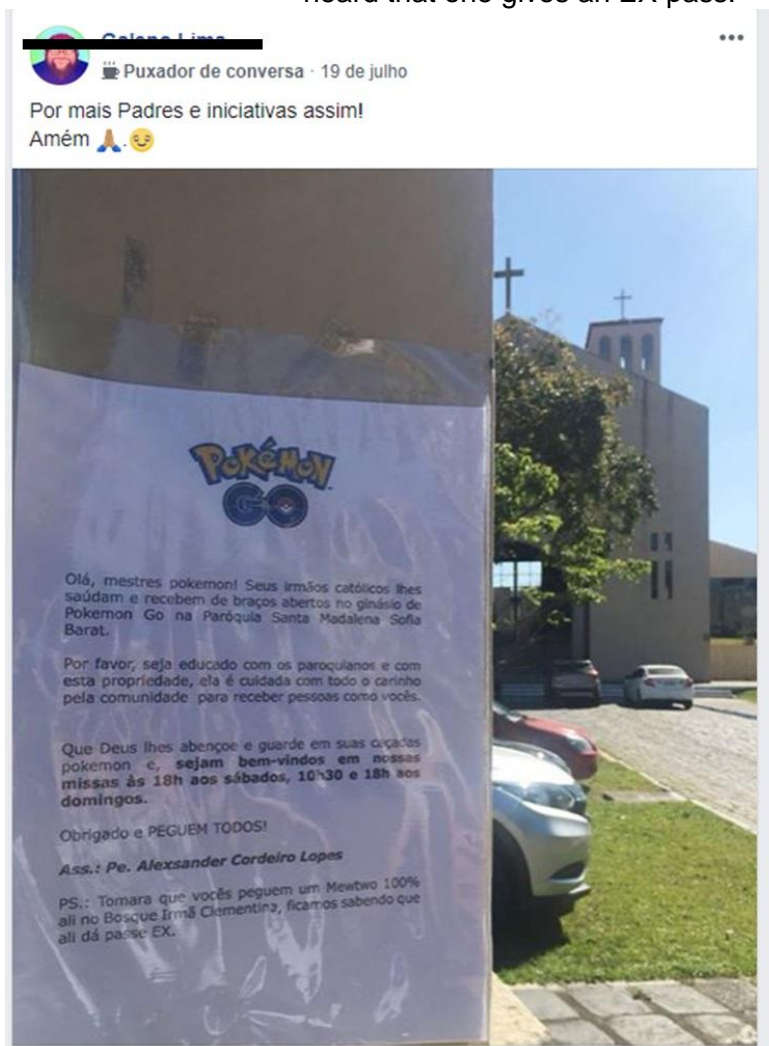 heard that one gives an EX pass.
Puxador de conversa · 19 de julho
Por mais Padres e iniciativas assim!
Amém 🙏.😌
POKÉMON
GO
Olá, mestres pokemon! Seus irmãos católicos lhes
saúdam e recebem de braços abertos no ginásio de
Pokemon Go na Paróquia Santa Madalena Sofia
Barat.
Por favor, seja educado com os paroquianos e com
esta propriedade, ela é cuidada com todo o carinho
pela comunidade para receber pessoas como vocês.
Que Deus lhes abençoe e guarde em suas caçadas
pokemon e, sejam bem-vindos em nossas
missas às 18h aos sábados, 10h30 e 18h aos
domingos.
Obrigado e PEGUEM TODOS!
Ass.: Pe. Alexsander Cordeiro Lopes
PS.: Tomara que vocês peguem um Mewtwo 100%
ali no Bosque Irmã Clementina, ficamos sabendo que
ali dá passe EX.